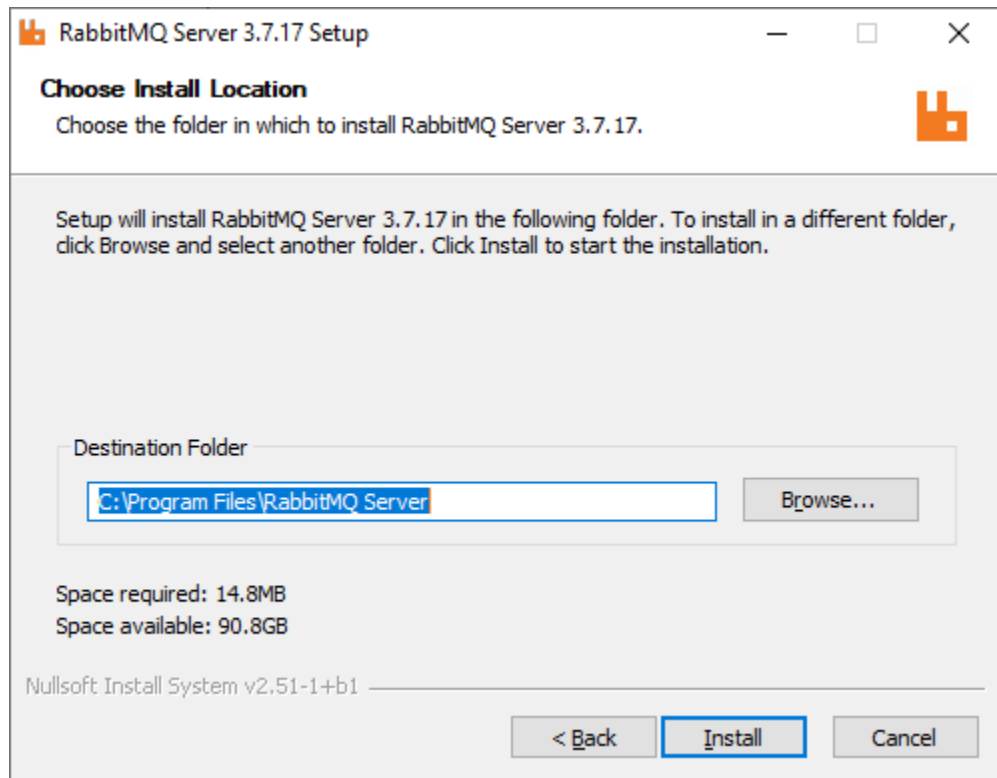 RabbitMQ Server 3.7.17 Setup
Choose Install Location
Choose the folder in which to install RabbitMQ Server 3.7.17.
Setup will install RabbitMQ Server 3.7.17 in the following folder. To install in a different folder,
click Browse and select another folder. Click Install to start the installation.
Destination Folder
C:\Program Files\RabbitMQ Server
Browse...
Space required: 14.8MB
Space available: 90.8GB
Nullsoft Install System v2.51-1+b1
< Back
Install
Cancel